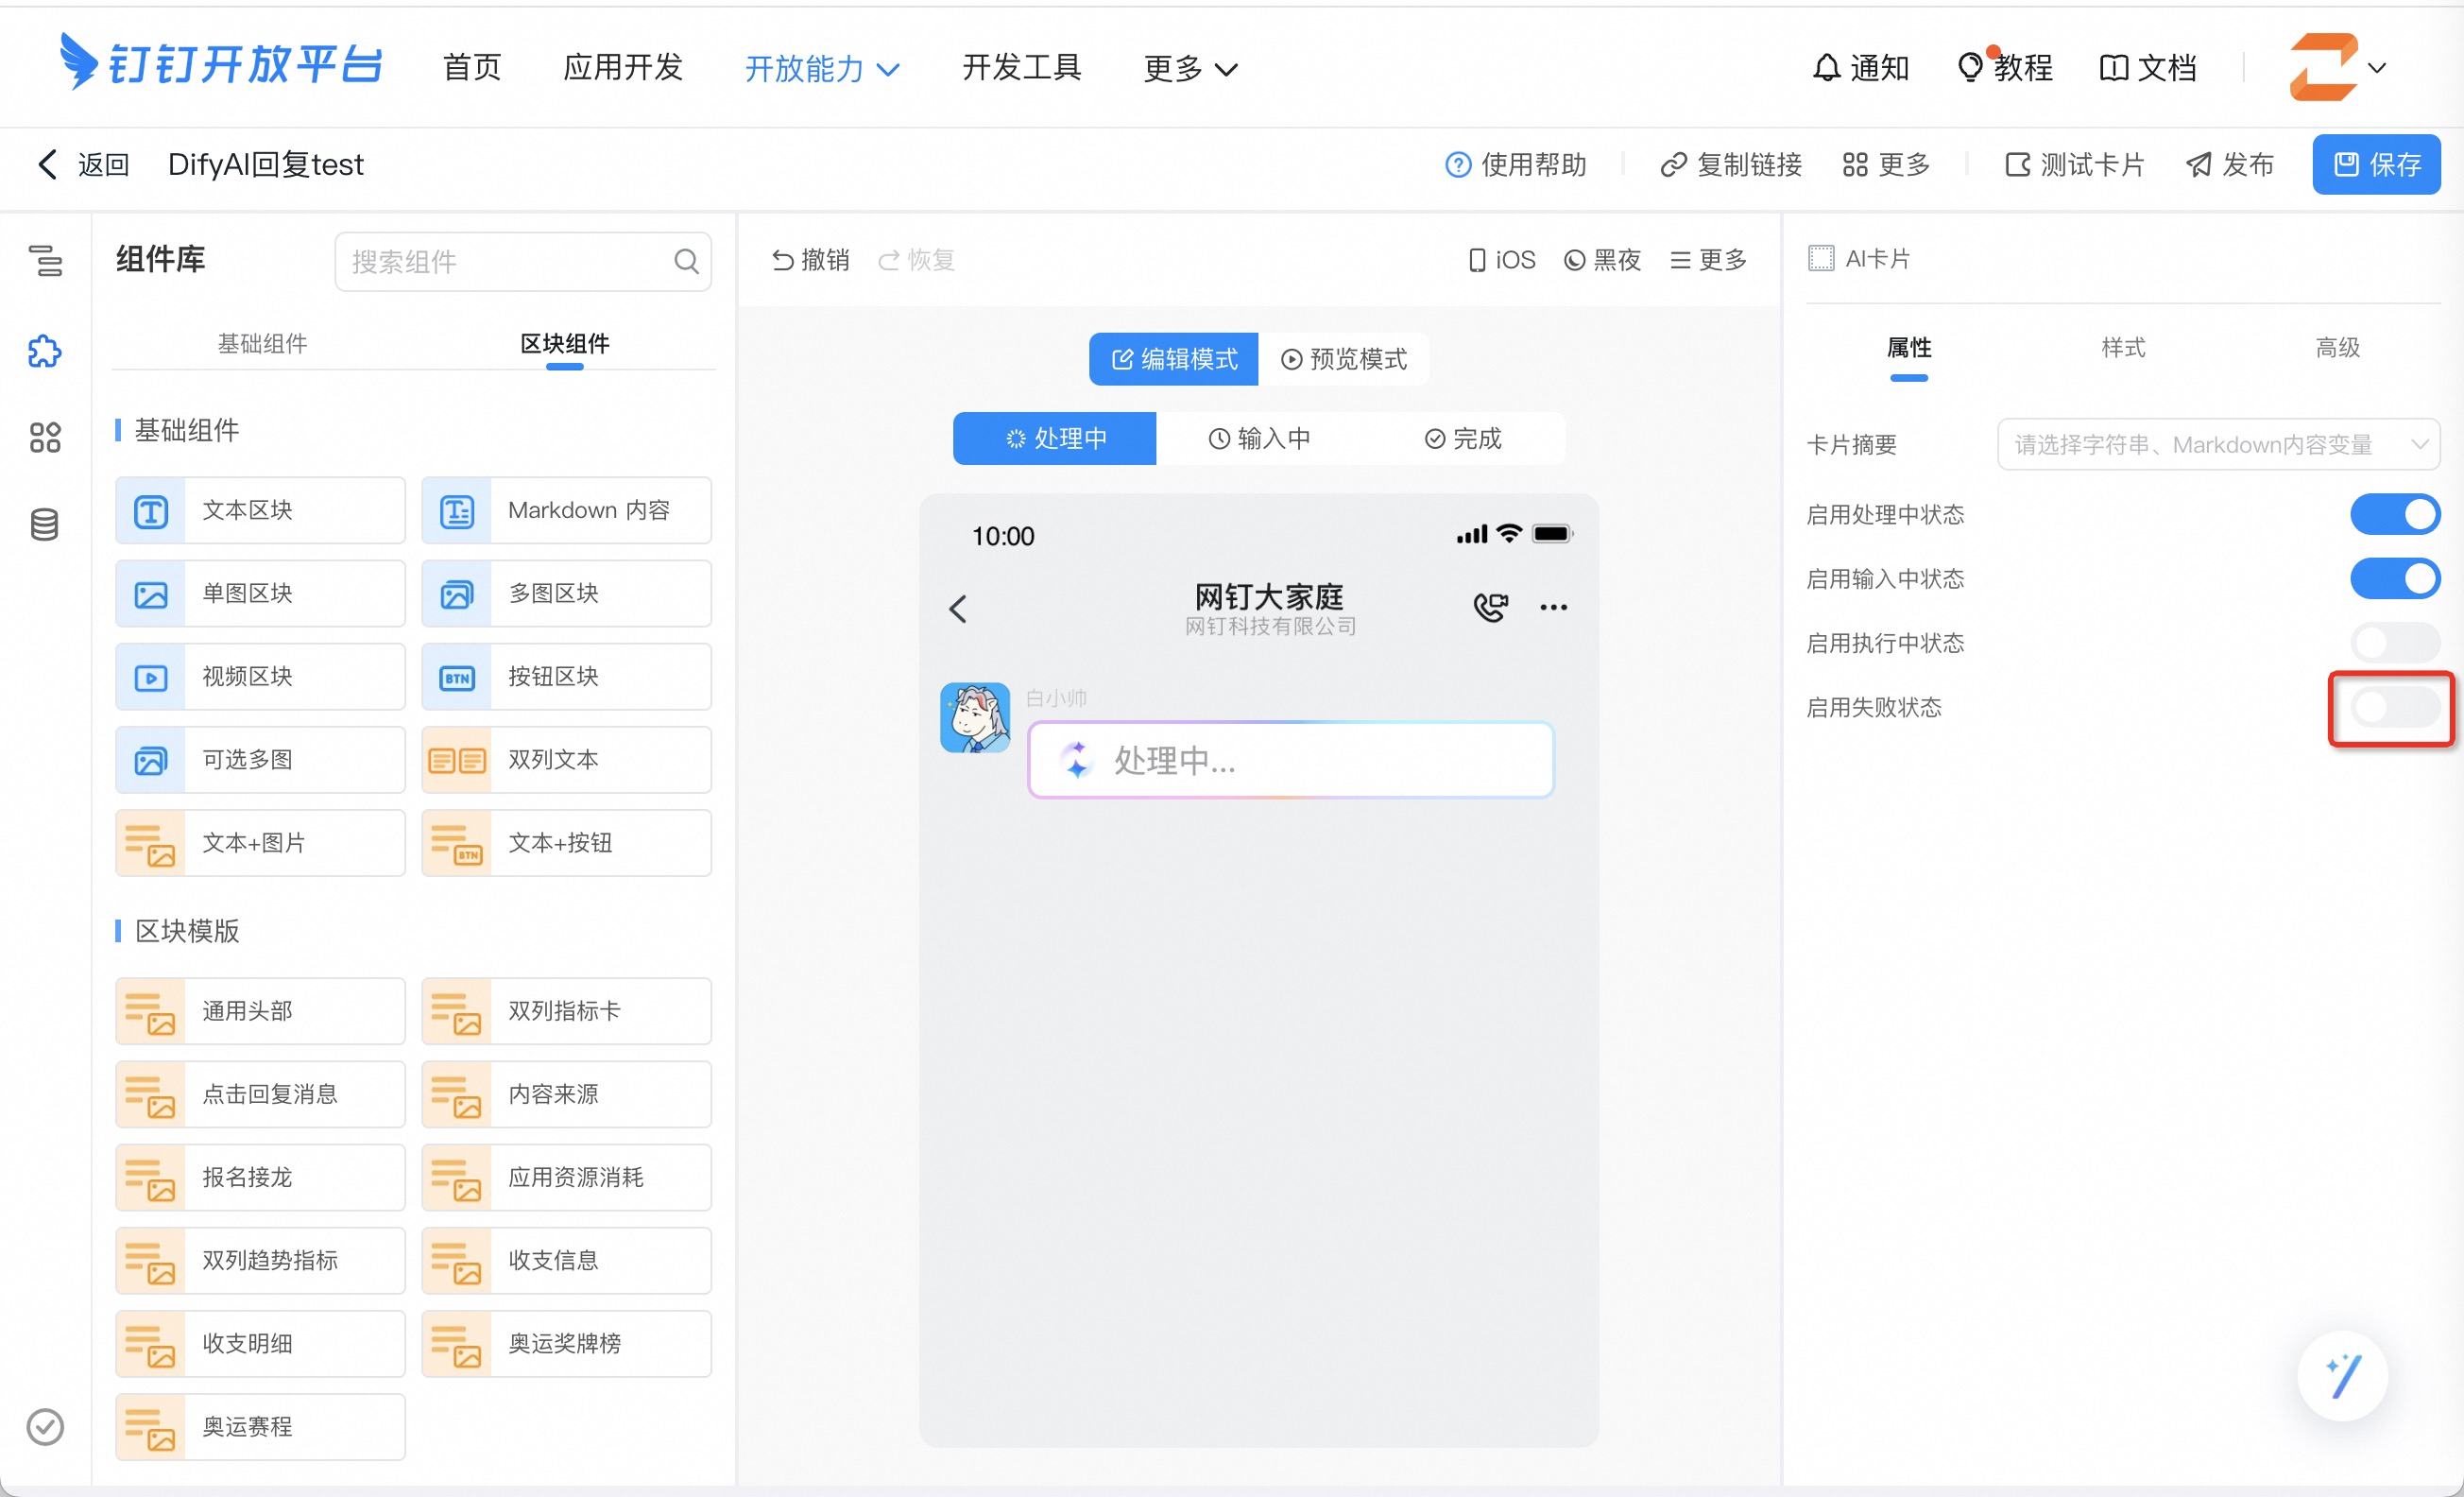 钉钉开放平台 首页 应用开发 开放能力 开发工具 更多 通知 教程 文档
返回 DifyAI回复test 使用帮助 复制链接 更多 测试卡片 发布 保存
组件库 搜索组件
基础组件 区块组件
基础组件
文本区块 Markdown 内容
单图区块 多图区块
视频区块 BTN 按钮区块
可选多图 双列文本
文本+图片 BTN 文本+按钮
区块模版
通用头部 双列指标卡
点击回复消息 内容来源
报名接龙 应用资源消耗
双列趋势指标 收支信息
收支明细 奥运奖牌榜
奥运赛程
撤销 恢复 iOS 黑夜 更多
编辑模式 预览模式
处理中 输入中 完成
10:00
网钉大家庭
网钉科技有限公司
白小帅
处理中...
AI卡片
属性 样式 高级
卡片摘要 请选择字符串、Markdown内容变量
启用处理中状态
启用输入中状态
启用执行中状态
启用失败状态